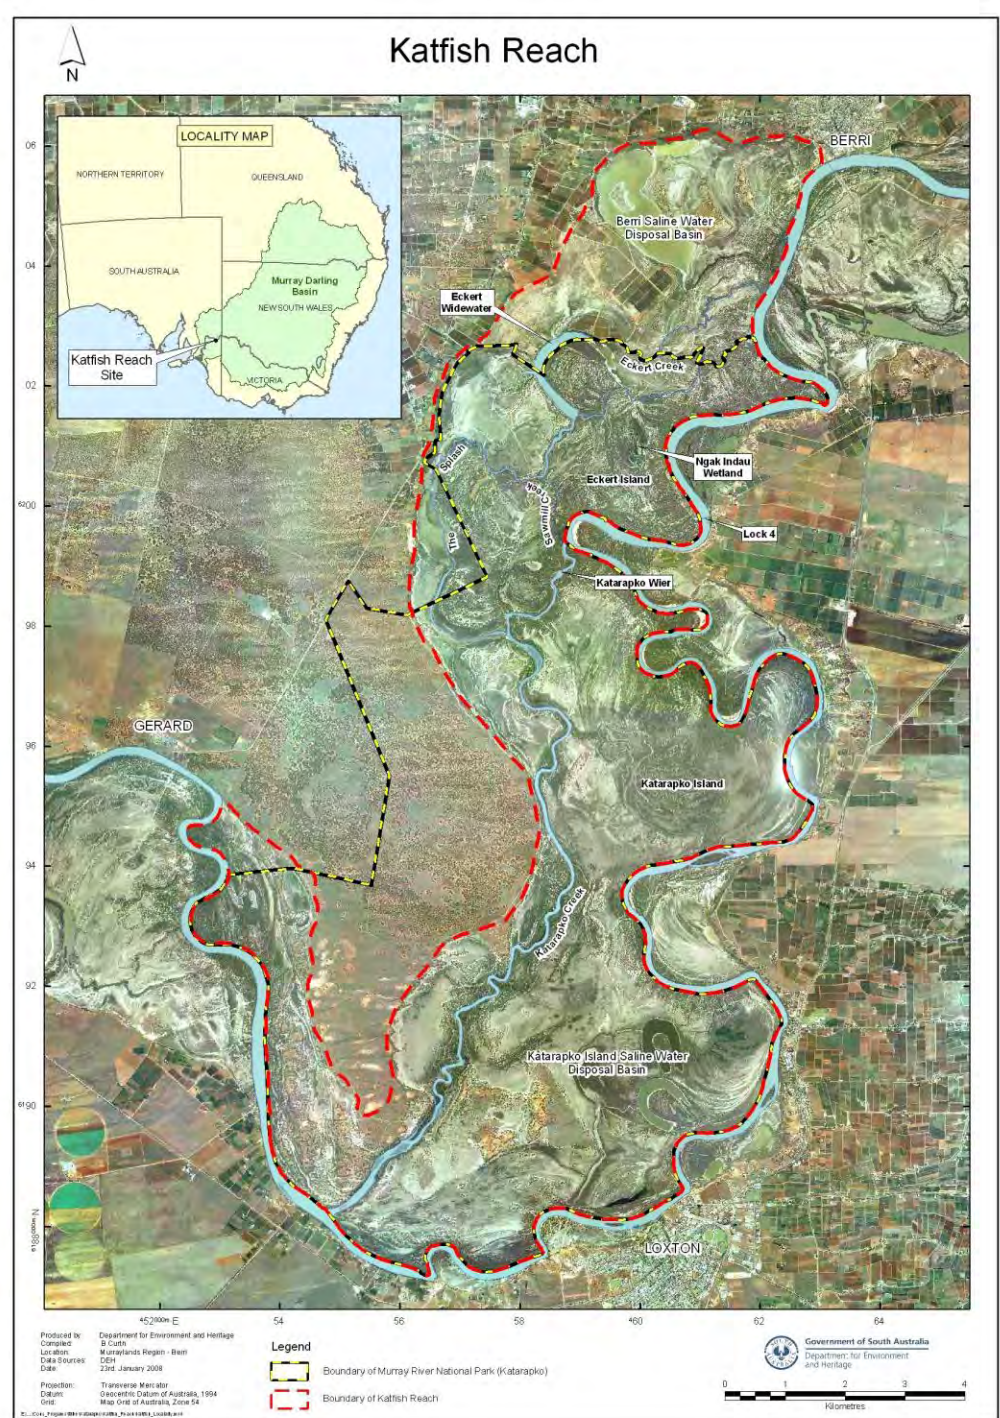 Katfish Reach
N
LOCALITY MAP
NORTHERN TERRITORY
QUEENSLAND
SOUTH AUSTRALIA
Murray Darling
Basin
NEW SOUTH WALES
VICTORIA
Katfish Reach
Site
BERRI
Berri Saline Water
Disposal Basin
Eckert
Widewater
Eckert Creek
Ngak Indau
Wetland
The Splash
Sawmill Creek
Eckert Island
Lock 4
Katarapko Wier
GERARD
Katarapko Island
Katarapko Creek
Katarapko Island Saline Water
Disposal Basin
LOXTON
06
04
02
6200
98
96
94
92
6190
6188000m N
452000m E
54
56
58
60
62
64
Produced by Department for Environment and Heritage
Compiled: B Curth
Location: Murraylands Region - Berri
Data Sources: DEH
Date: 23rd January 2008
Projection: Transverse Mercator
Datum: Geocentric Datum of Australia, 1994
Grid: Map Grid of Australia, Zone 54
Legend
Boundary of Murray River National Park (Katarapko)
Boundary of Katfish Reach
Government of South Australia
Department for Environment
and Heritage
0 1 2 3 4
Kilometres